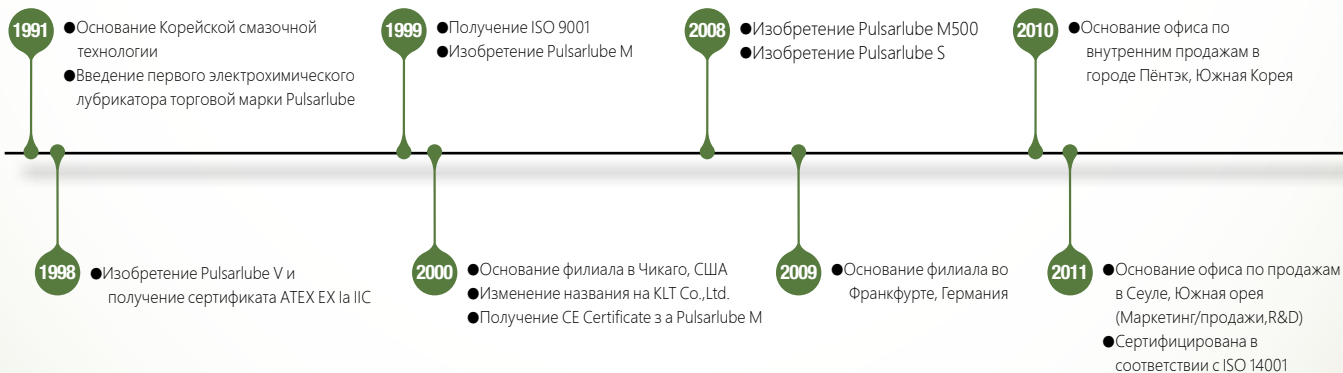 1991
●Основание Корейской смазочной
технологии
●Введение первого электрохимического
лубрикатора торговой марки Pulsarlube
1999
●Получение ISO 9001
●Изобретение Pulsarlube M
2008
●Изобретение Pulsarlube M500
●Изобретение Pulsarlube S
2010
●Основание офиса по
внутренним продажам в
городе Пёнтэк, Южная Корея
1998
●Изобретение Pulsarlube V и
получение сертификата ATEX EX Ia IIC
2000
●Основание филиала в Чикаго, США
●Изменение названия на KLT Co.,Ltd.
●Получение CE Certificate з а Pulsarlube M
2009
●Основание филиала во
Франкфурте, Германия
2011
●Основание офиса по продажам
в Сеуле, Южная орея
(Маркетинг/продажи,R&D)
●Сертифицирована в
соответствии с ISO 14001